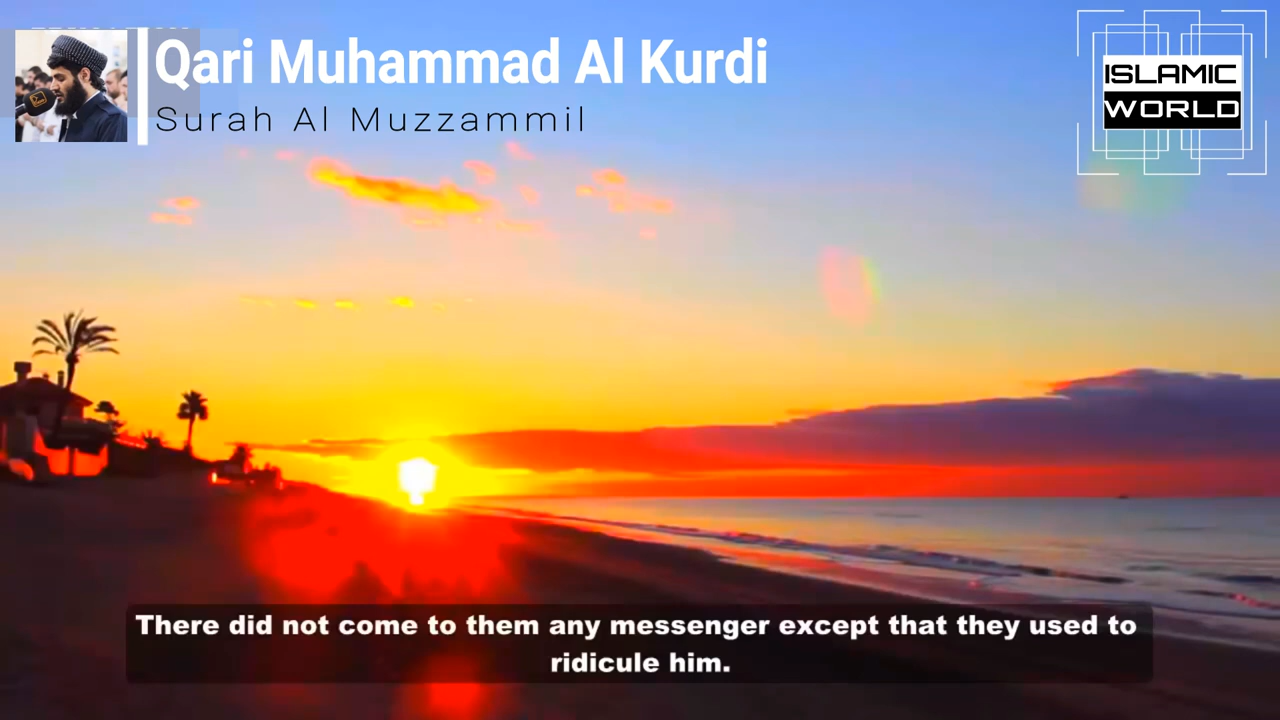 Qari Muhammad Al Kurdi
Surah Al Muzzammil
ISLAMIC
WORLD
There did not come to them any messenger except that they used to
ridicule him.